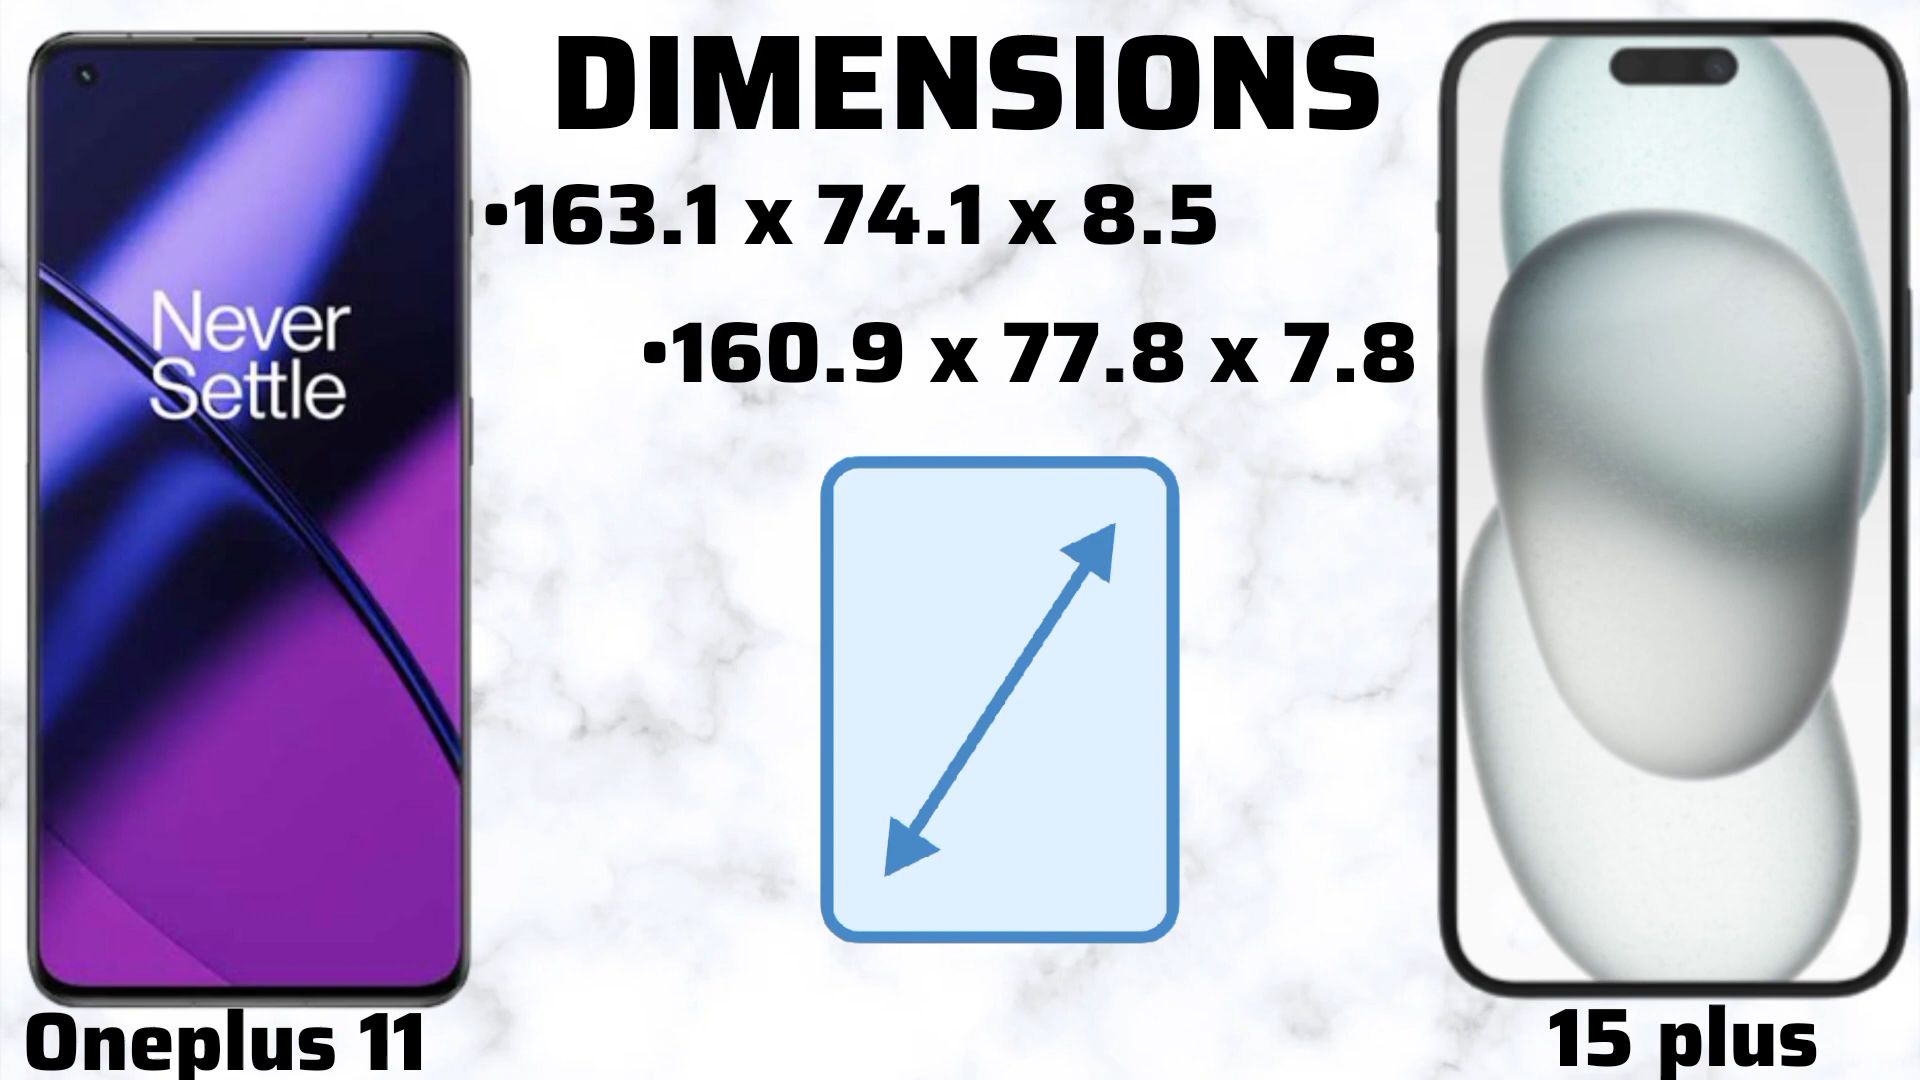 DIMENSIONS
•163.1 x 74.1 x 8.5
•160.9 x 77.8 x 7.8
Never
Settle
Oneplus 11
15 plus